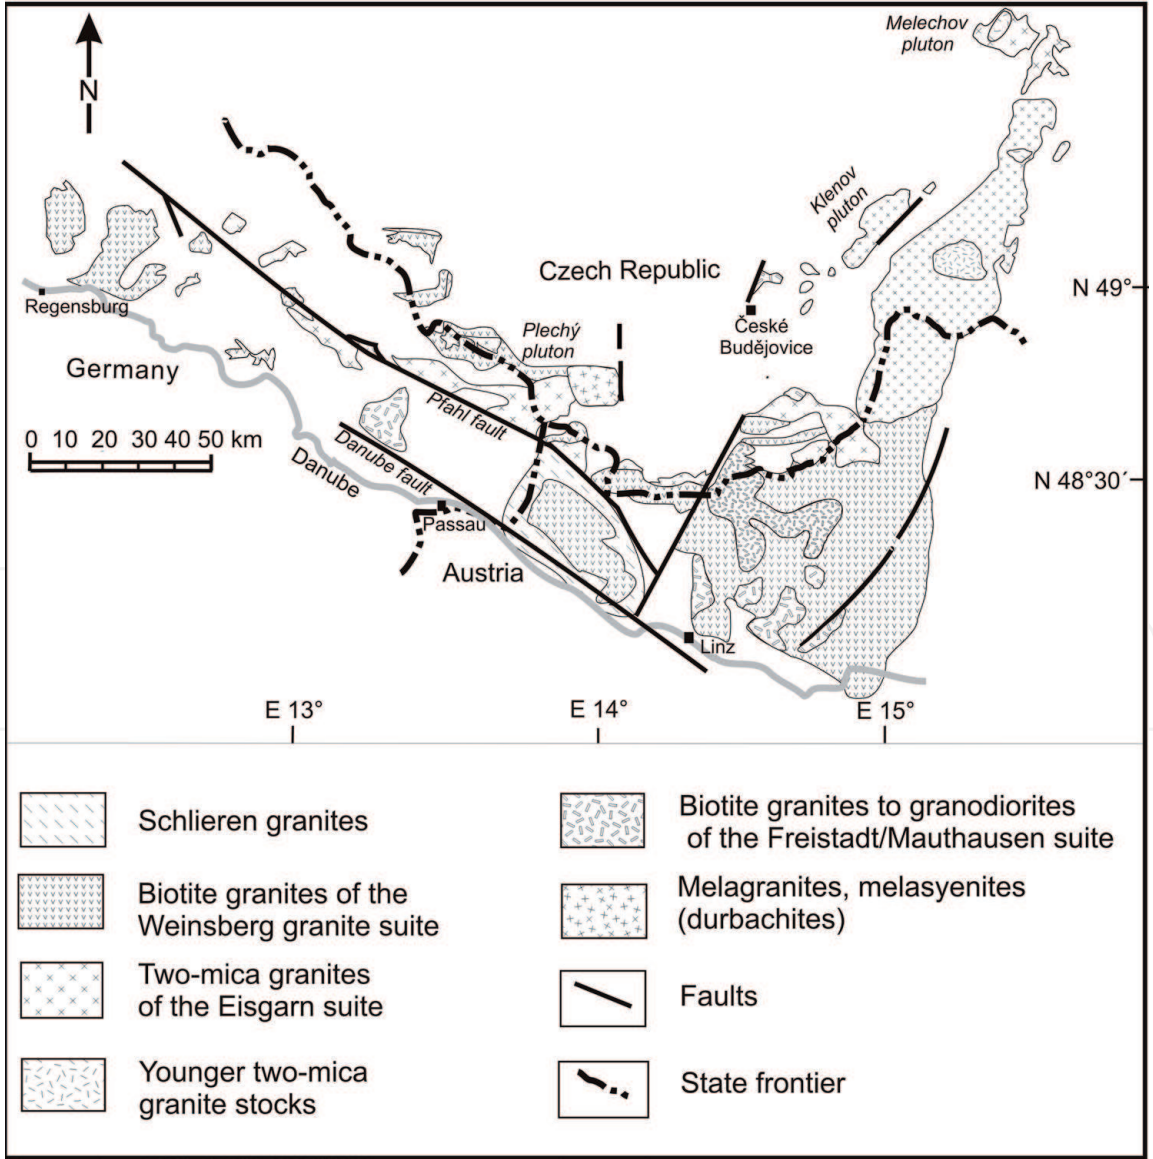 Melechov
pluton
N
Klenov
pluton
Czech Republic
N 49°
Regensburg
České
Budějovice
Plechý
pluton
Germany
Pfahl fault
0 10 20 30 40 50 km
Danube fault
Danube
N 48°30´
Passau
Austria
Linz
E 13°
E 14°
E 15°
Schlieren granites
Biotite granites of the
Weinsberg granite suite
Two-mica granites
of the Eisgarn suite
Younger two-mica
granite stocks
Biotite granites to granodiorites
of the Freistadt/Mauthausen suite
Melagranites, melasyenites
(durbachites)
Faults
State frontier